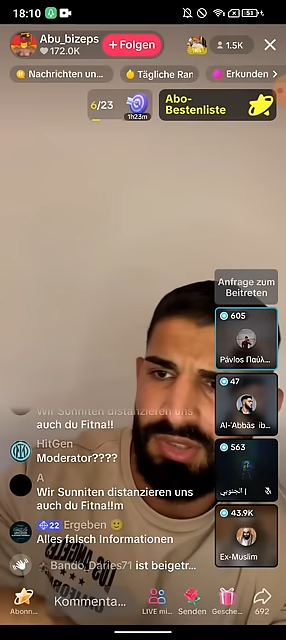 18:10
Abu_bizeps
172.0K
+ Folgen
1.5K
Nachrichten un...
Tägliche Ran
Erkunden >
6/23
1h23m
Abo-
Bestenliste
Anfrage zum
Beitreten
605
Pávlos Παύλ...
47
Al-'Abbās ib...
563
الجنوبي |
43.9K
Ex-Muslim
Wir Sunniten distanzieren uns
auch du Fitna!!
HitGen
Moderator????
A
Wir Sunniten distanzieren uns
auch du Fitna!!m
22 Ergeben
Alles falsch Informationen
Bando_Daries71 ist beigetr...
LOS ANGELES
Abonn...
Kommenta...
LIVE mi...
Senden
Gesche...
692